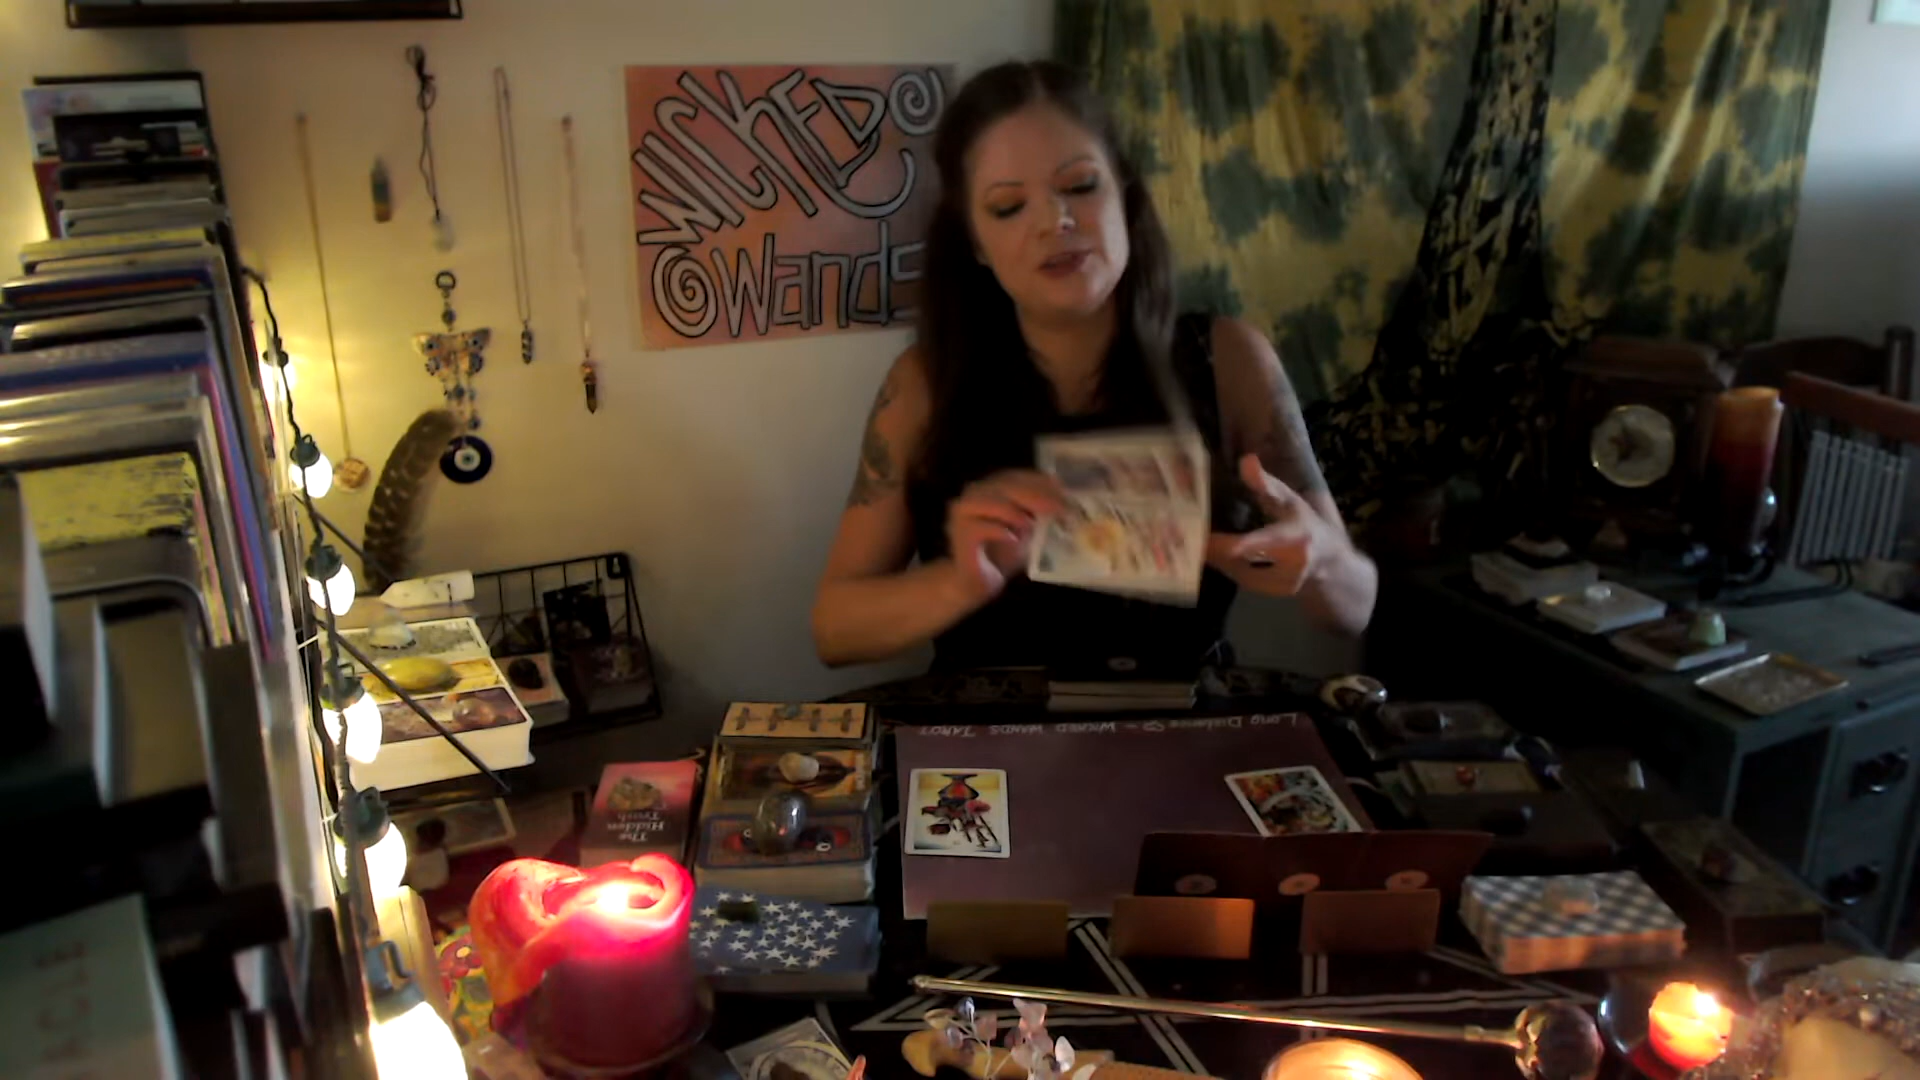 WICKED
Wands
Long Distance
WICKED WANDS TAROT
The
Hidden
Truth